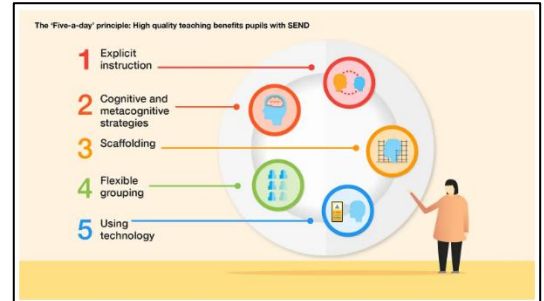 The ‘Five-a-day’ principle: High quality teaching benefits pupils with SEND
1 Explicit
instruction
2 Cognitive and
metacognitive
strategies
3 Scaffolding
4 Flexible
grouping
5 Using
technology